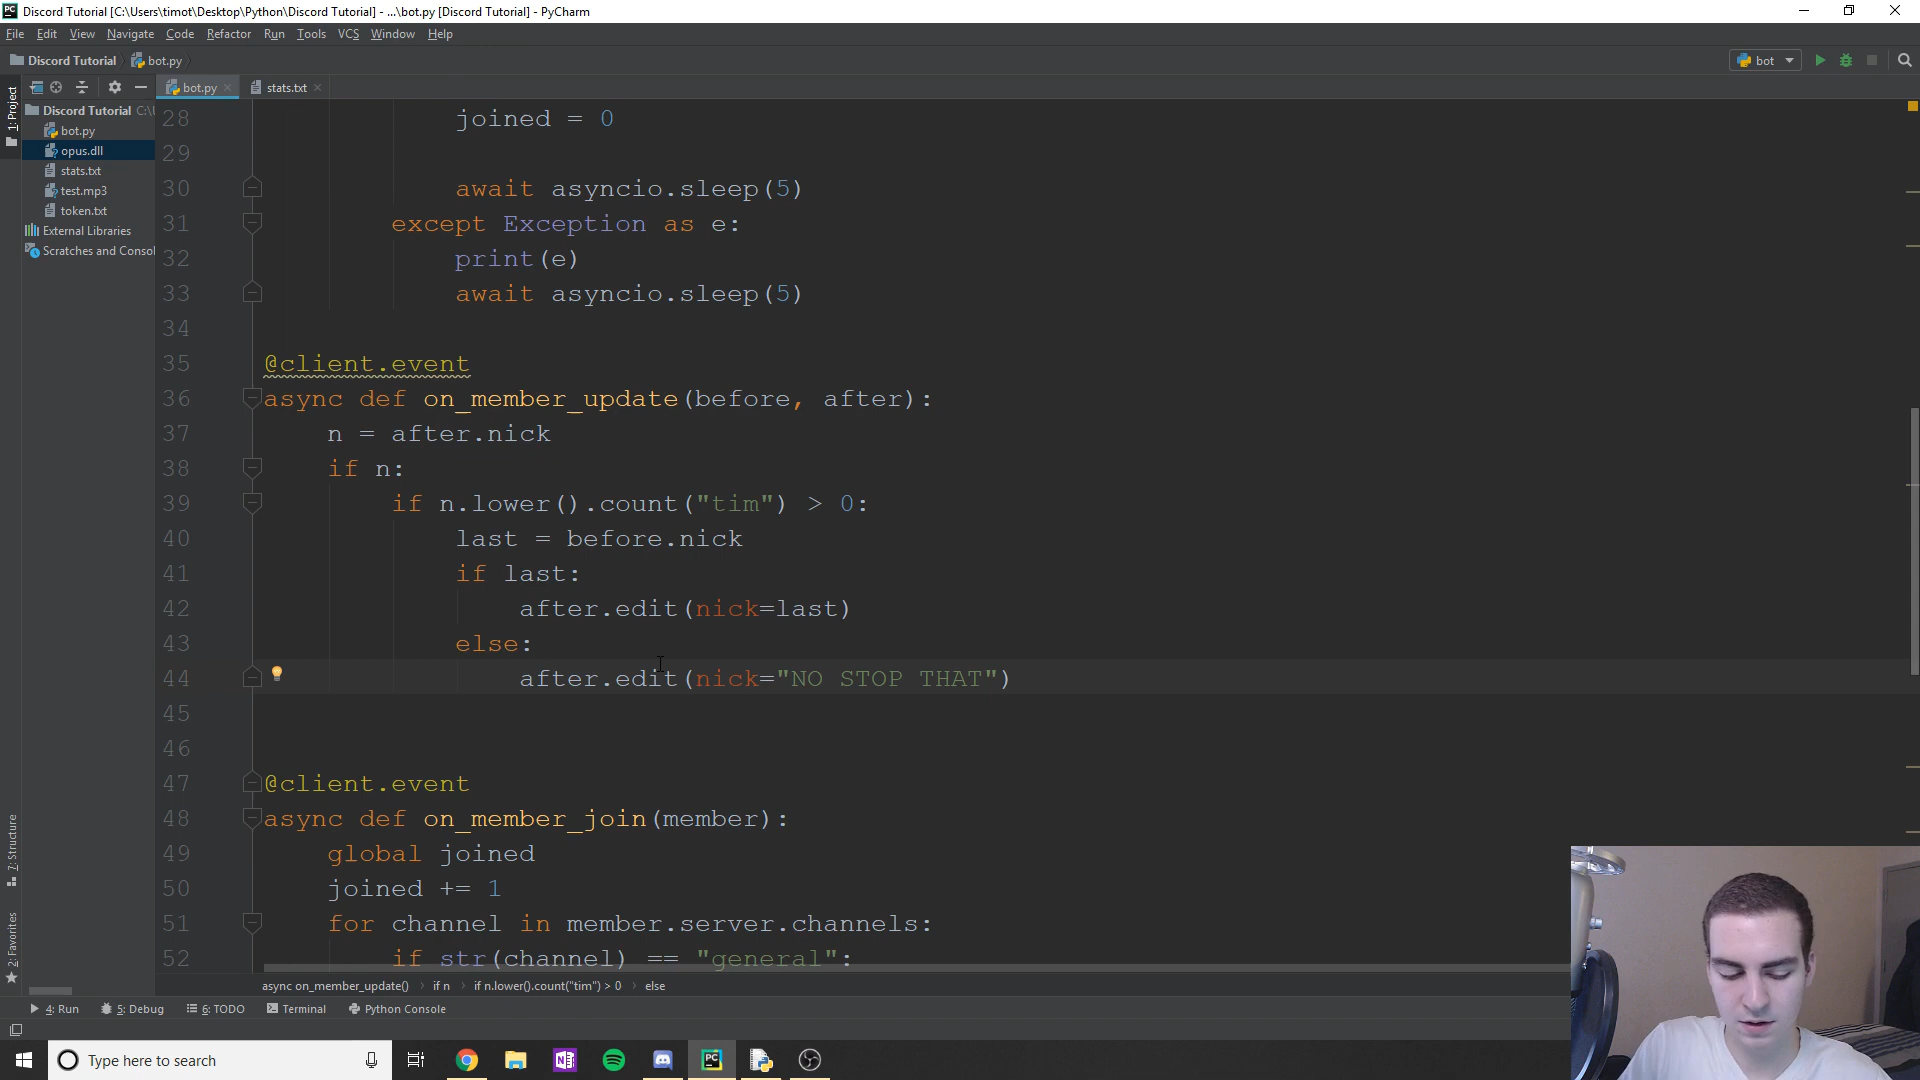 Discord Tutorial [C:\Users\timot\Desktop\Python\Discord Tutorial] - ...\bot.py [Discord Tutorial] - PyCharm
File Edit View Navigate Code Refactor Run Tools VCS Window Help
Discord Tutorial bot.py
bot
1: Project
bot.py
stats.txt
Discord Tutorial C:\
bot.py
opus.dll
stats.txt
test.mp3
token.txt
External Libraries
Scratches and Consol
28 joined = 0
29
30 await asyncio.sleep(5)
31 except Exception as e:
32 print(e)
33 await asyncio.sleep(5)
34
35 @client.event
36 async def on_member_update(before, after):
37 n = after.nick
38 if n:
39 if n.lower().count("tim") > 0:
40 last = before.nick
41 if last:
42 after.edit(nick=last)
43 else:
44 after.edit(nick="NO STOP THAT")
45
46
47 @client.event
48 async def on_member_join(member):
49 global joined
50 joined += 1
51 for channel in member.server.channels:
52 if str(channel) == "general":
7: Structure
2: Favorites
async on_member_update() › if n › if n.lower().count("tim") > 0 › else
4: Run 5: Debug 6: TODO Terminal Python Console
Type here to search